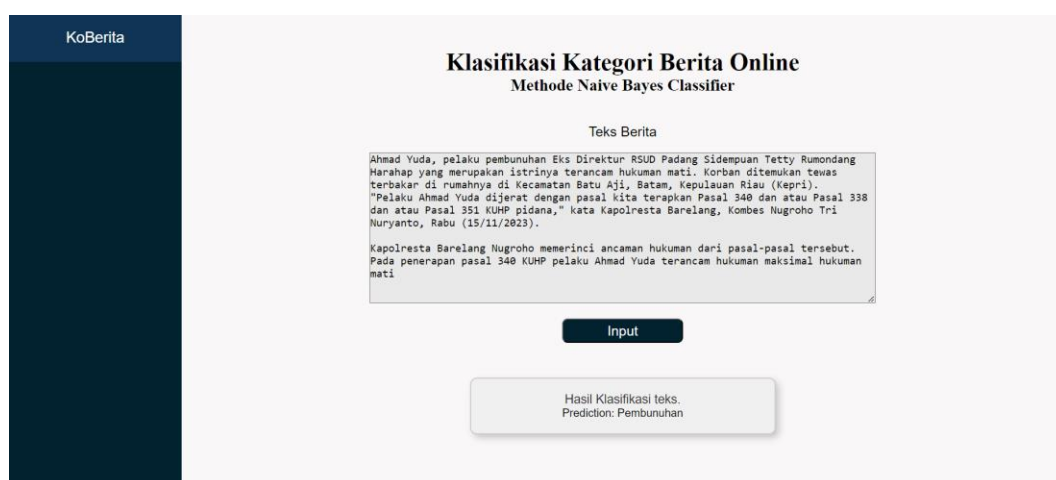 KoBerita
Klasifikasi Kategori Berita Online
Methode Naive Bayes Classifier
Teks Berita
Ahmad Yuda, pelaku pembunuhan Eks Direktur RSUD Padang Sidempuan Tetty Rumondang
Harahap yang merupakan istrinya terancam hukuman mati. Korban ditemukan tewas
terbakar di rumahnya di Kecamatan Batu Aji, Batam, Kepulauan Riau (Kepri).
"Pelaku Ahmad Yuda dijerat dengan pasal kita terapkan Pasal 340 dan atau Pasal 338
dan atau Pasal 351 KUHP pidana," kata Kapolresta Barelang, Kombes Nugroho Tri
Nuryanto, Rabu (15/11/2023).
Kapolresta Barelang Nugroho memerinci ancaman hukuman dari pasal-pasal tersebut.
Pada penerapan pasal 340 KUHP pelaku Ahmad Yuda terancam hukuman maksimal hukuman
mati
Input
Hasil Klasifikasi teks.
Prediction: Pembunuhan